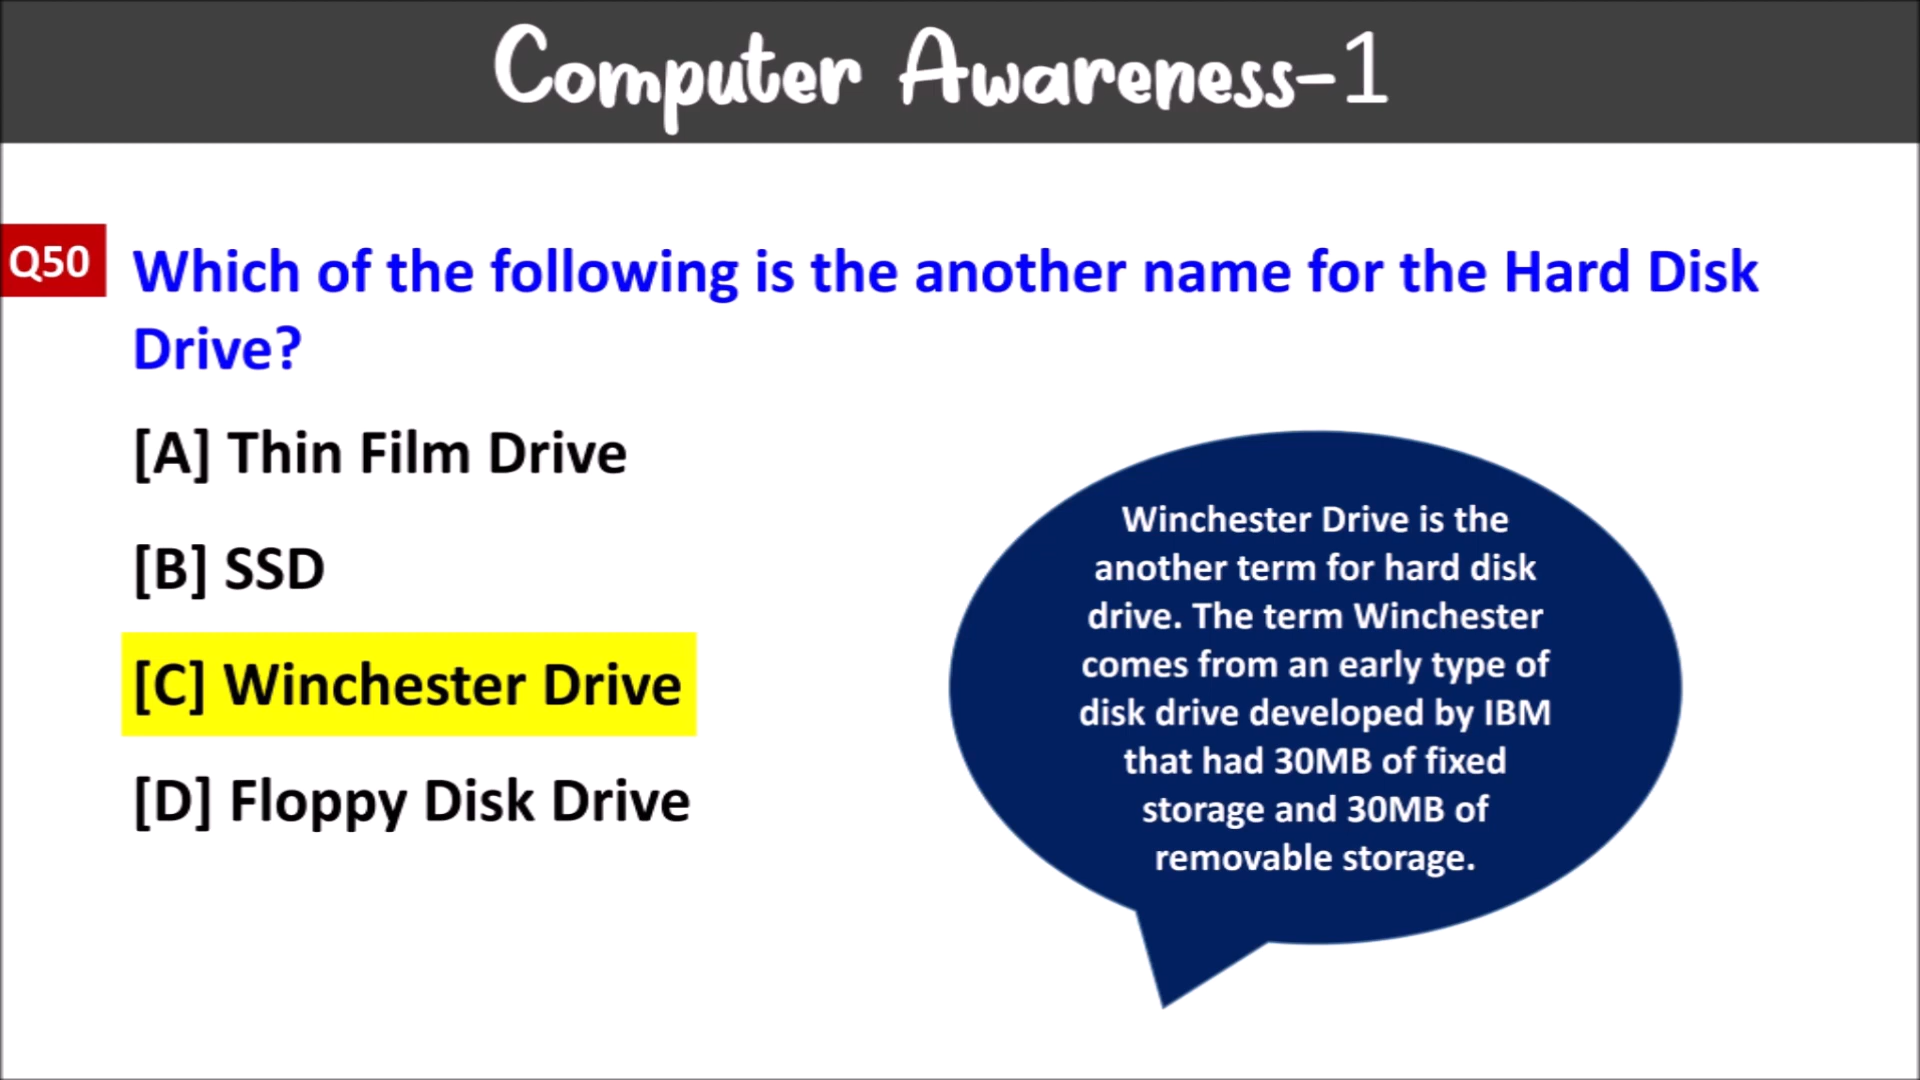 Computer Awareness-1
Q50
Which of the following is the another name for the Hard Disk
Drive?
[A] Thin Film Drive
[B] SSD
[C] Winchester Drive
[D] Floppy Disk Drive
Winchester Drive is the
another term for hard disk
drive. The term Winchester
comes from an early type of
disk drive developed by IBM
that had 30MB of fixed
storage and 30MB of
removable storage.